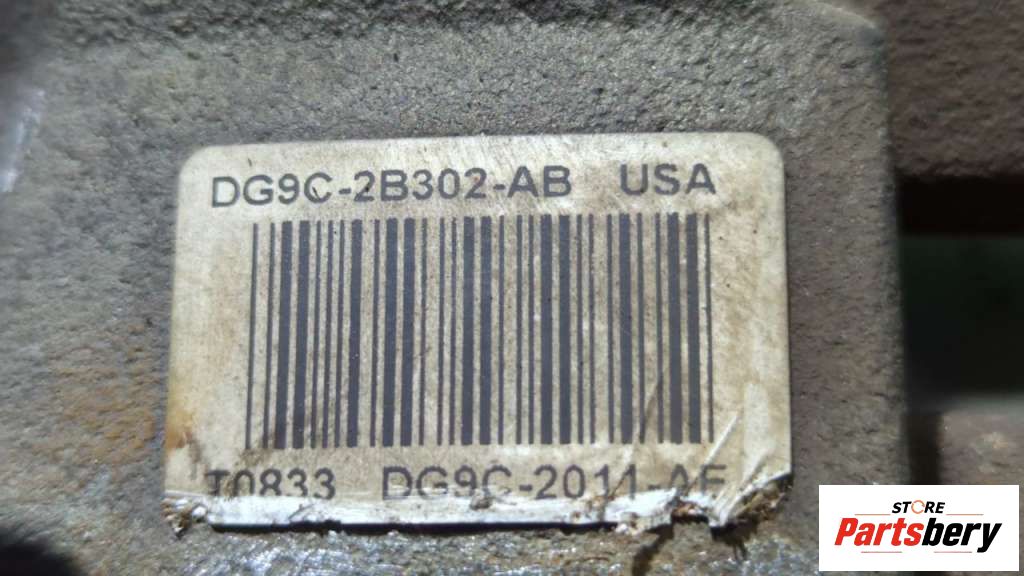 DG9C-2B302-AB USA
T0833 DG9C-2011-AE
STORE
Partsbery